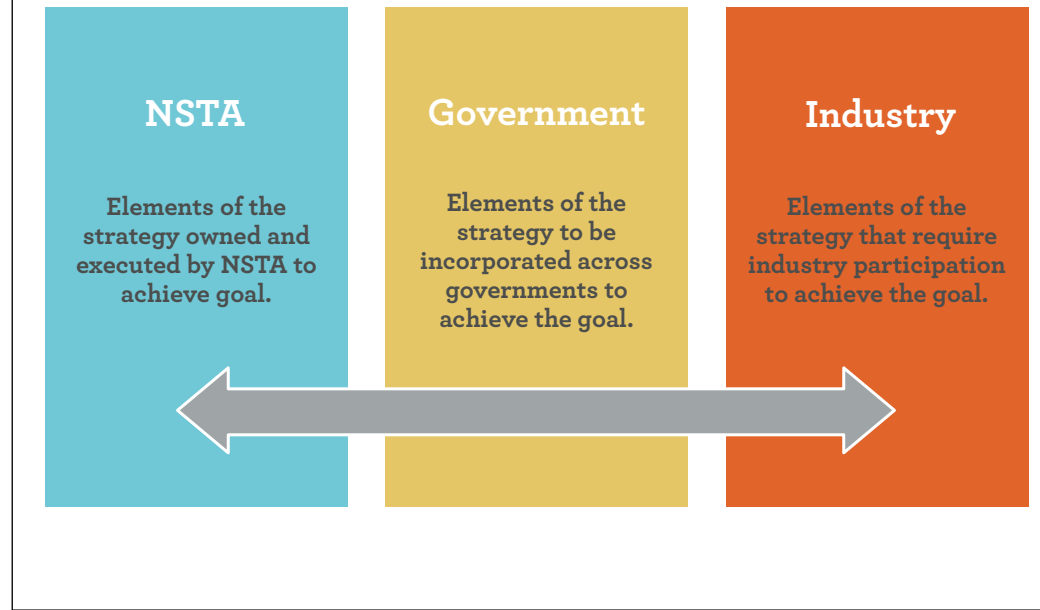 NSTA
Elements of the
strategy owned and
executed by NSTA to
achieve goal.
Government
Elements of the
strategy to be
incorporated across
governments to
achieve the goal.
Industry
Elements of the
strategy that require
industry participation
to achieve the goal.